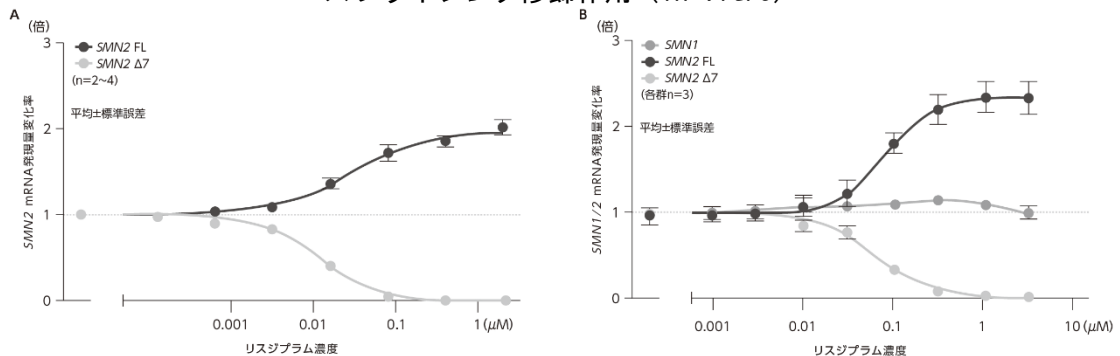 A
(倍)
3
2
1
0
SMN2 mRNA発現量変化率
SMN2 FL
SMN2 Δ7
(n=2~4)
平均±標準誤差
0.001
0.01
0.1
1 (μM)
リスジプラム濃度
B
(倍)
3
2
1
0
SMN1/2 mRNA発現量変化率
SMN1
SMN2 FL
SMN2 Δ7
(各群n=3)
平均±標準誤差
0.001
0.01
0.1
1
10 (μM)
リスジプラム濃度